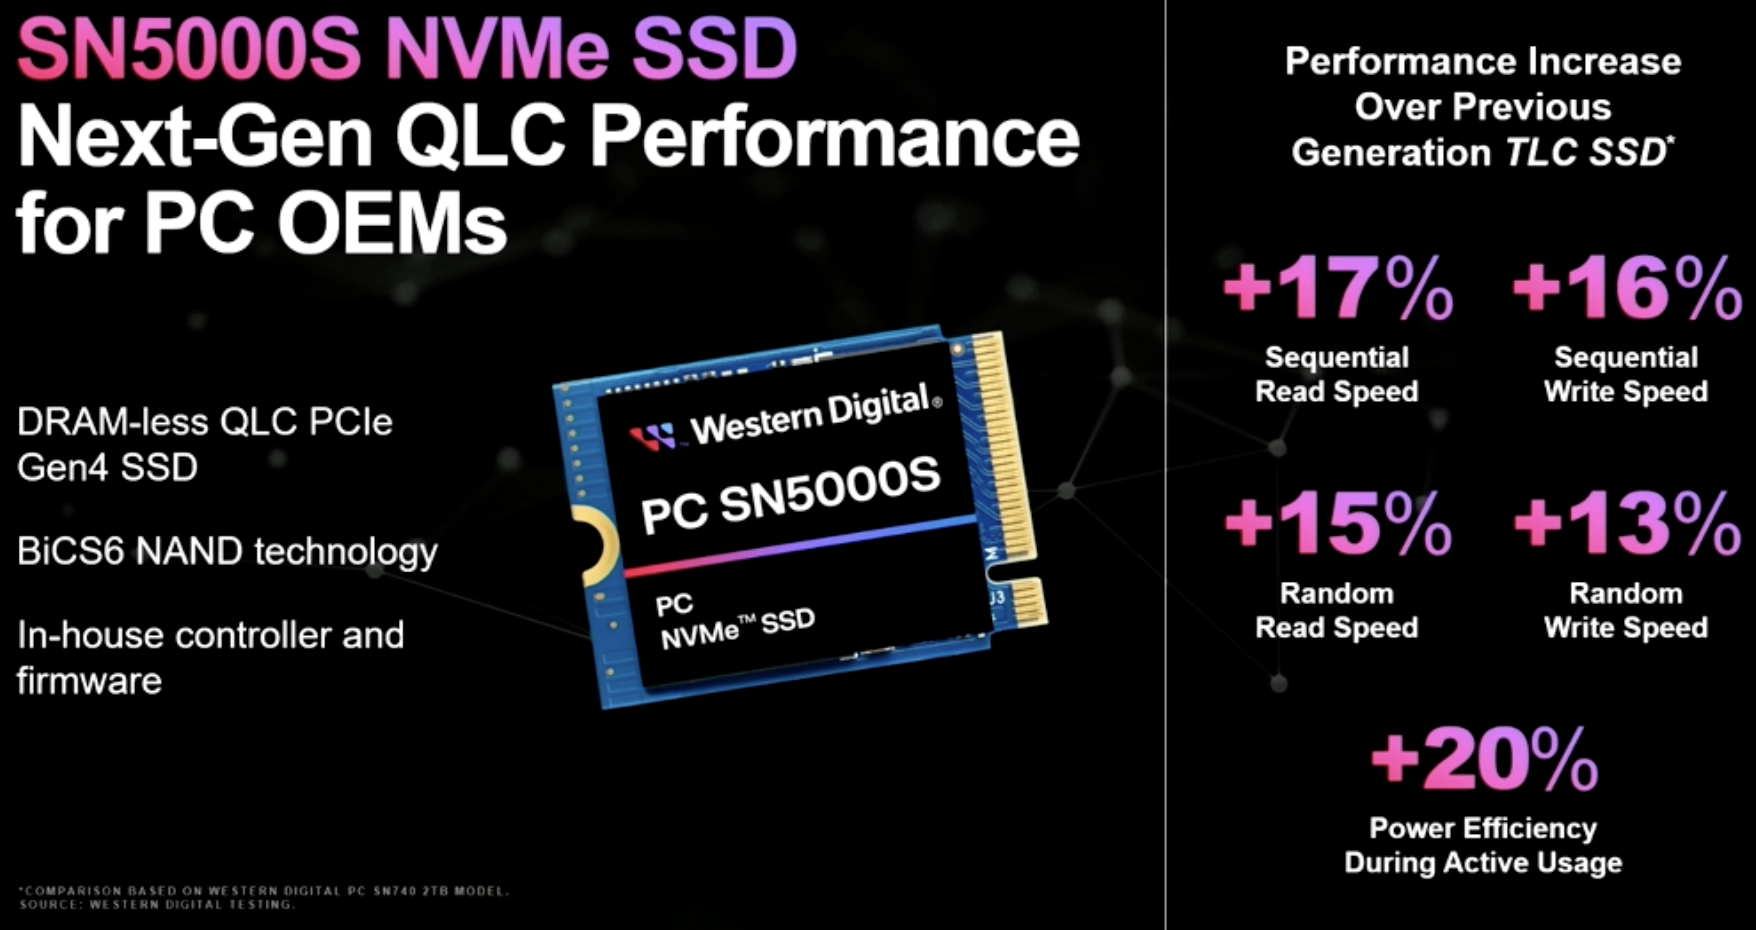 SN5000S NVMe SSD
Next-Gen QLC Performance
for PC OEMs
DRAM-less QLC PCIe
Gen4 SSD
BiCS6 NAND technology
In-house controller and
firmware
Western Digital®
PC SN5000S
PC
NVMe™ SSD
M
J3
*COMPARISON BASED ON WESTERN DIGITAL PC SN740 2TB MODEL.
SOURCE: WESTERN DIGITAL TESTING.
Performance Increase
Over Previous
Generation TLC SSD*
+17% +16%
Sequential Sequential
Read Speed Write Speed
+15% +13%
Random Random
Read Speed Write Speed
+20%
Power Efficiency
During Active Usage